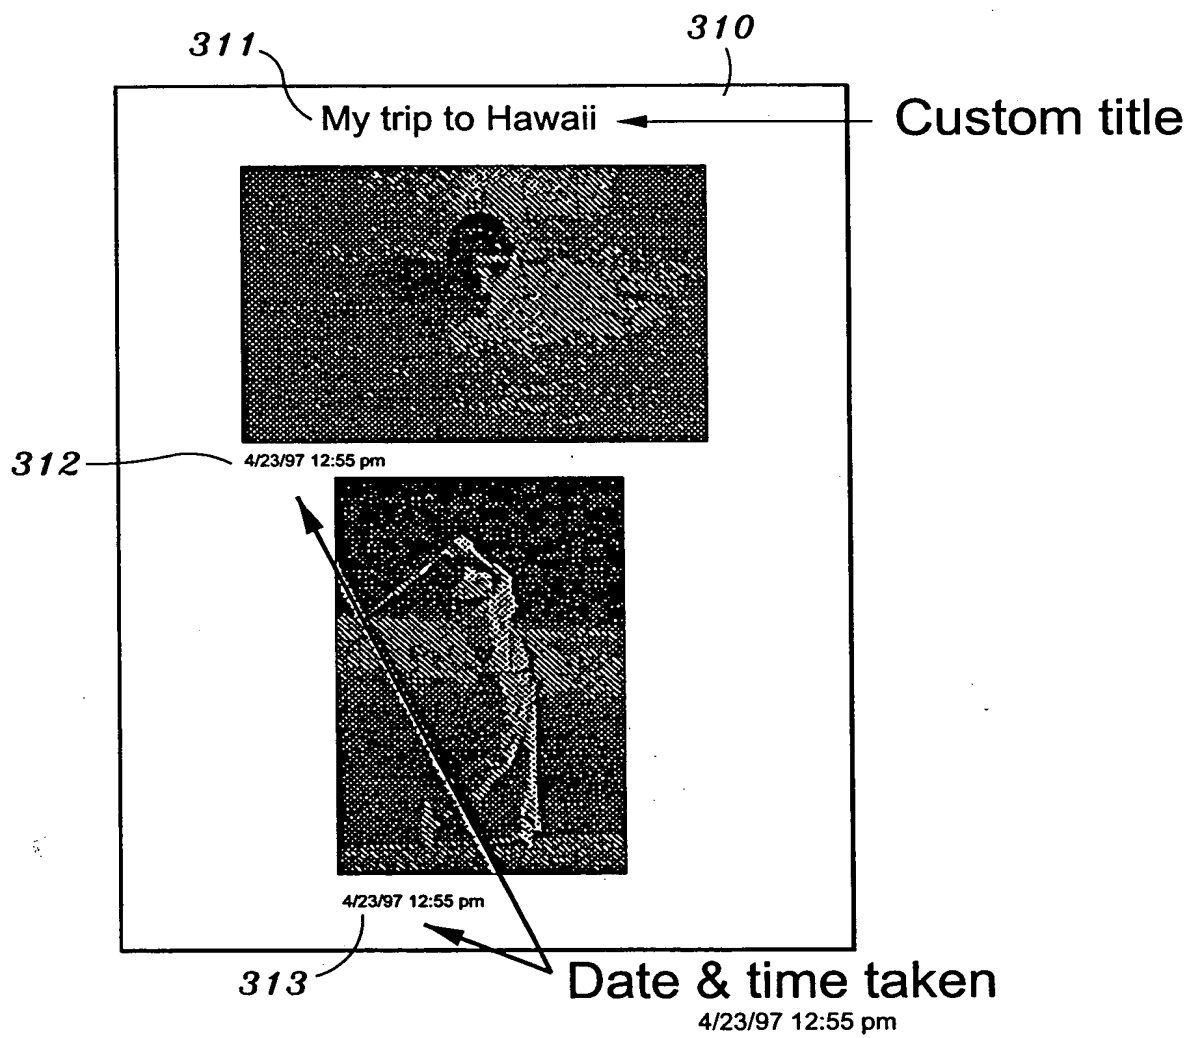 311
310
My trip to Hawaii
Custom title
312
4/23/97 12:55 pm
4/23/97 12:55 pm
313
Date & time taken
4/23/97 12:55 pm